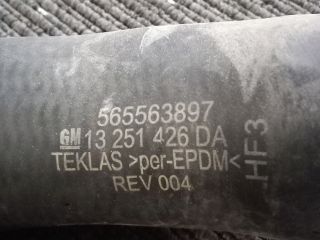 565563897
GM 13 251 426 DA
TEKLAS >per-EPDM<
REV 004
HF3